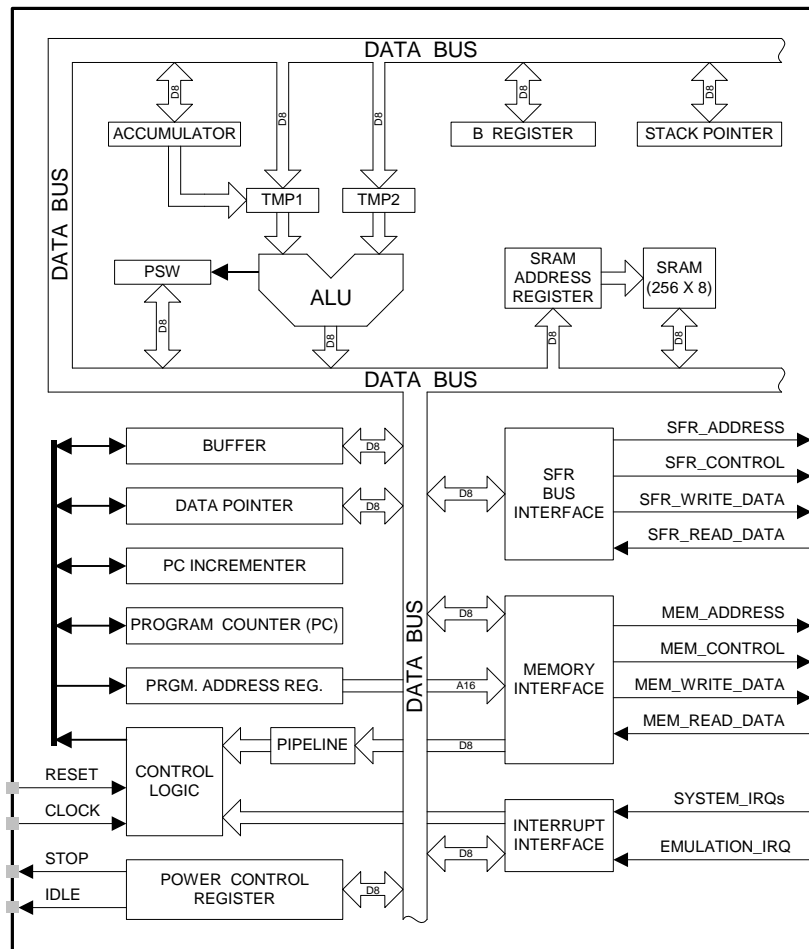 DATA BUS
D8
D8
D8
D8
D8
ACCUMULATOR
B REGISTER
STACK POINTER
DATA BUS
TMP1
TMP2
PSW
ALU
SRAM
ADDRESS
REGISTER
SRAM
(256 X 8)
D8
D8
D8
D8
DATA BUS
BUFFER
D8
DATA POINTER
D8
PC INCREMENTER
PROGRAM COUNTER (PC)
PRGM. ADDRESS REG.
A16
DATA BUS
D8
SFR
BUS
INTERFACE
SFR_ADDRESS
SFR_CONTROL
SFR_WRITE_DATA
SFR_READ_DATA
D8
MEMORY
INTERFACE
MEM_ADDRESS
MEM_CONTROL
MEM_WRITE_DATA
MEM_READ_DATA
PIPELINE
D8
CONTROL
LOGIC
RESET
CLOCK
INTERRUPT
INTERFACE
SYSTEM_IRQs
EMULATION_IRQ
D8
STOP
IDLE
POWER CONTROL
REGISTER
D8